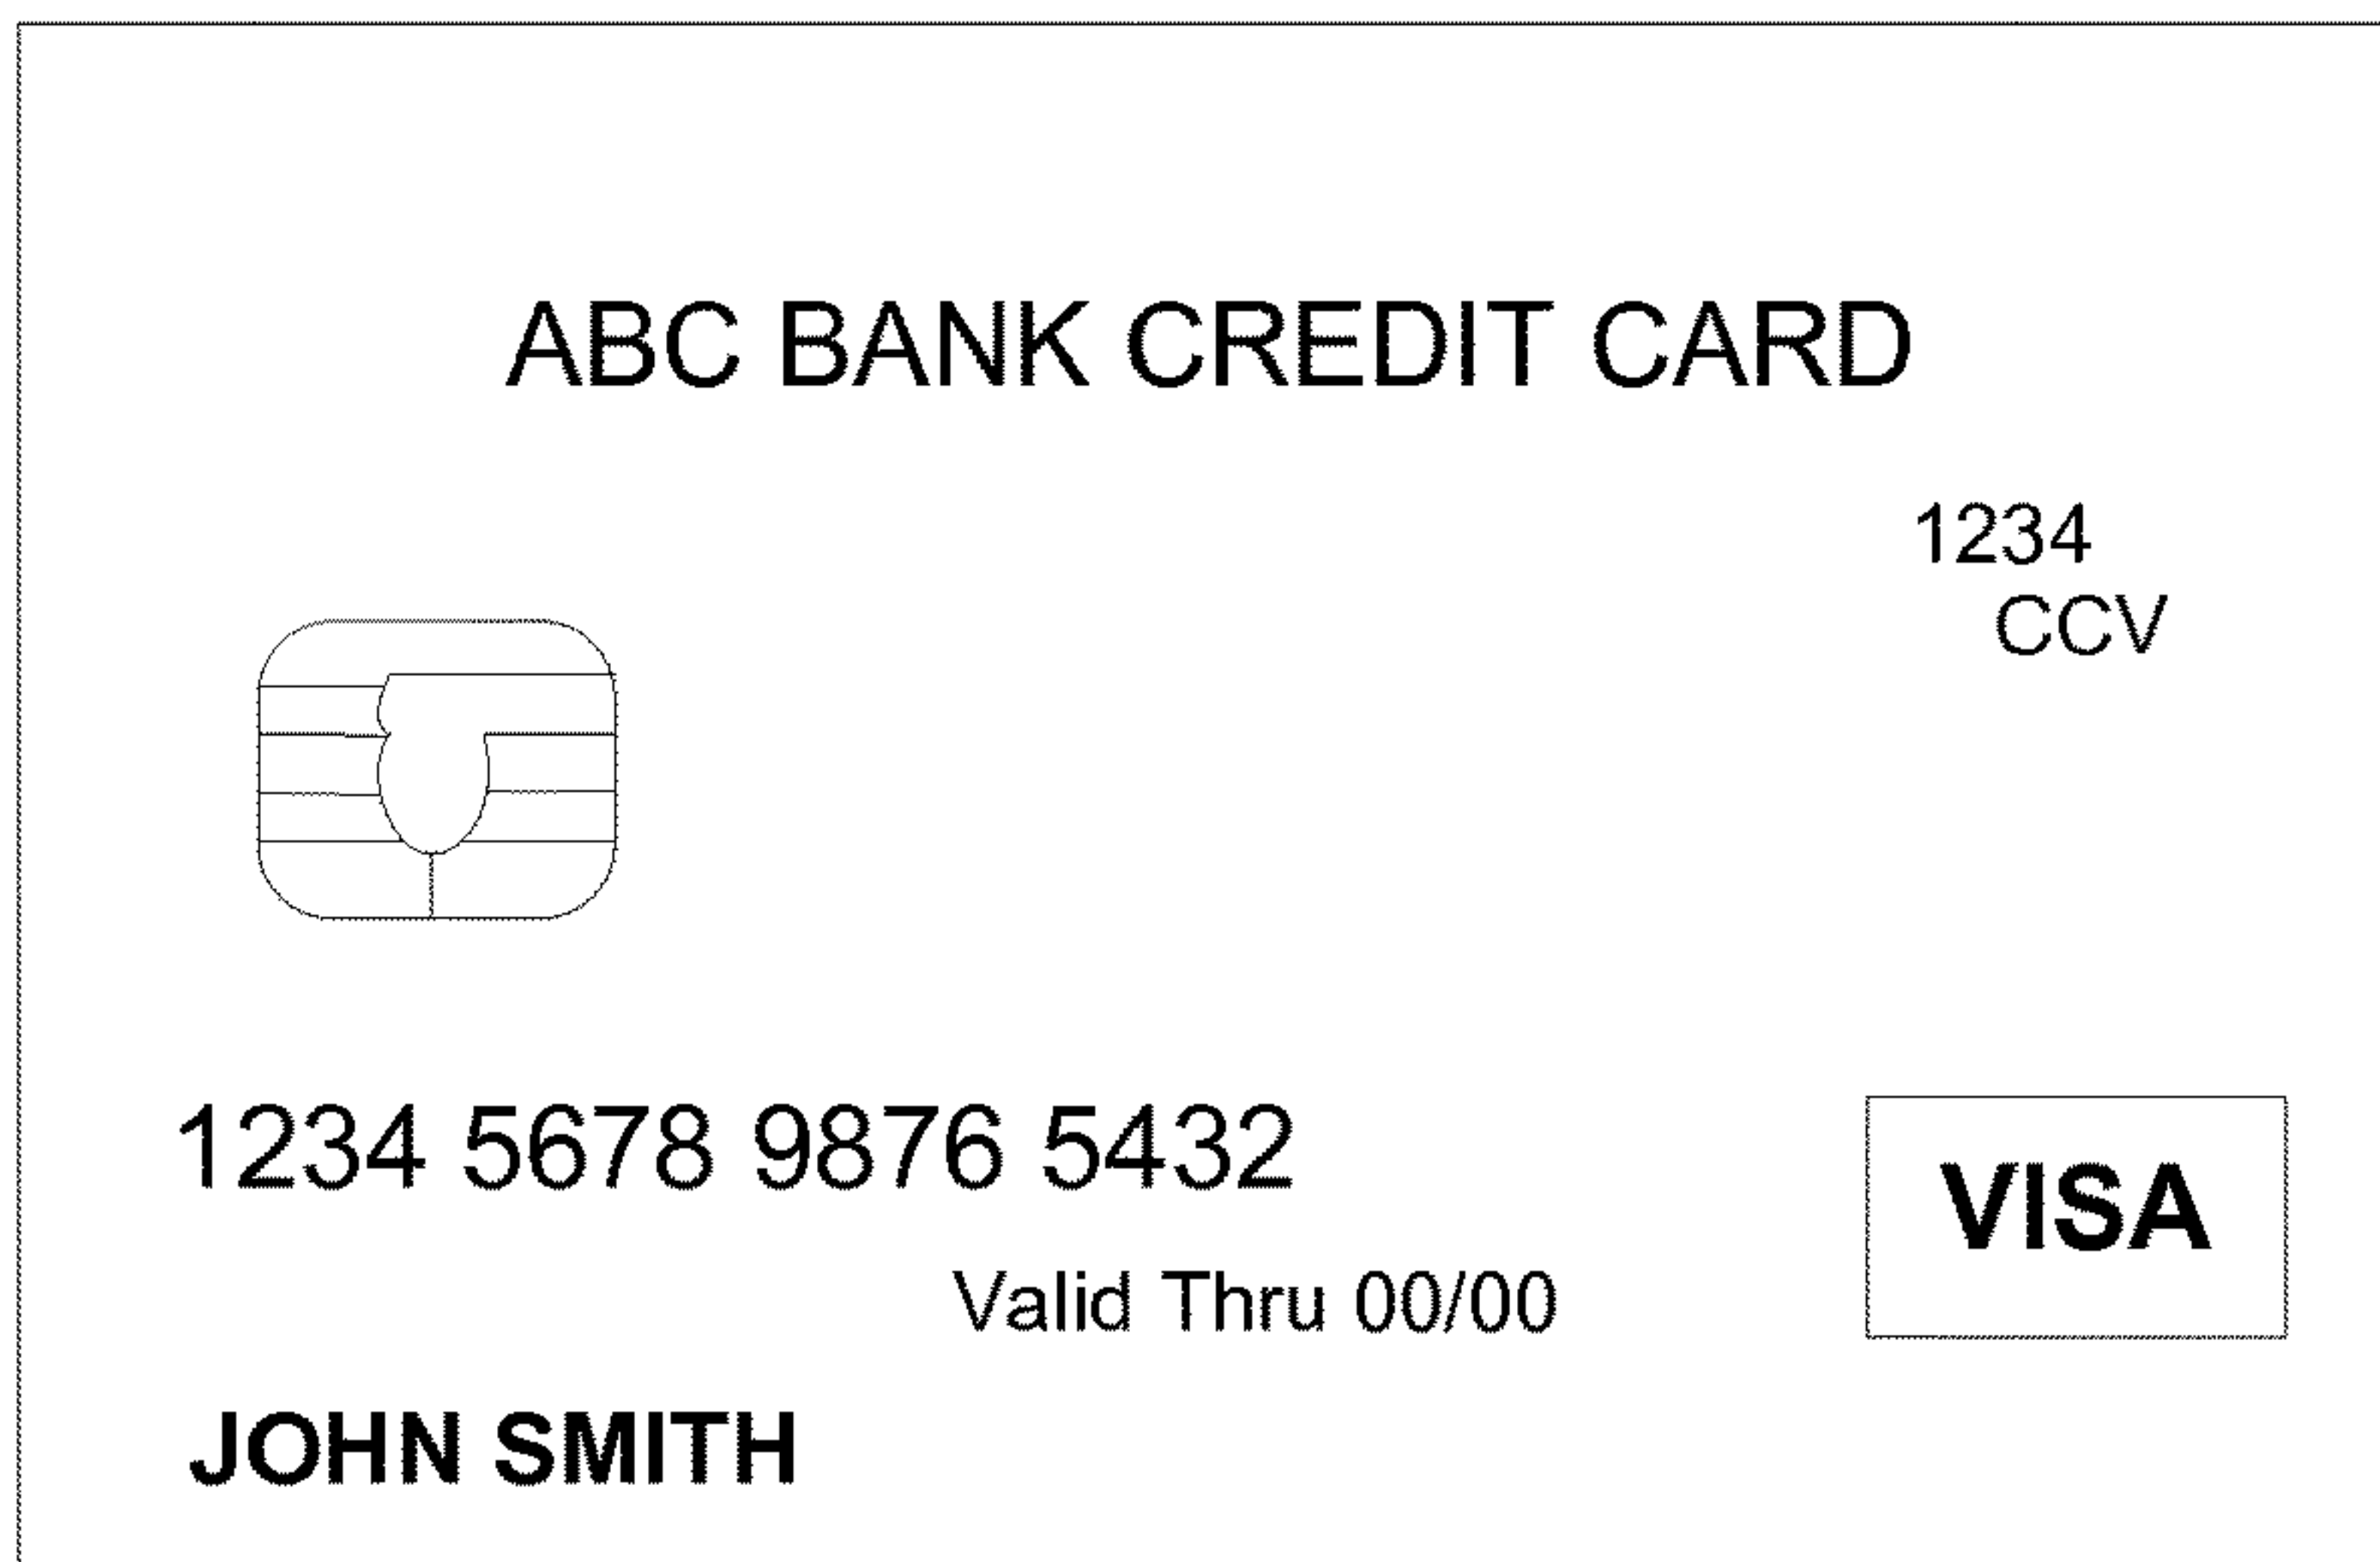 ABC BANK CREDIT CARD
1234
CCV
1234 5678 9876 5432
VISA
Valid Thru 00/00
JOHN SMITH